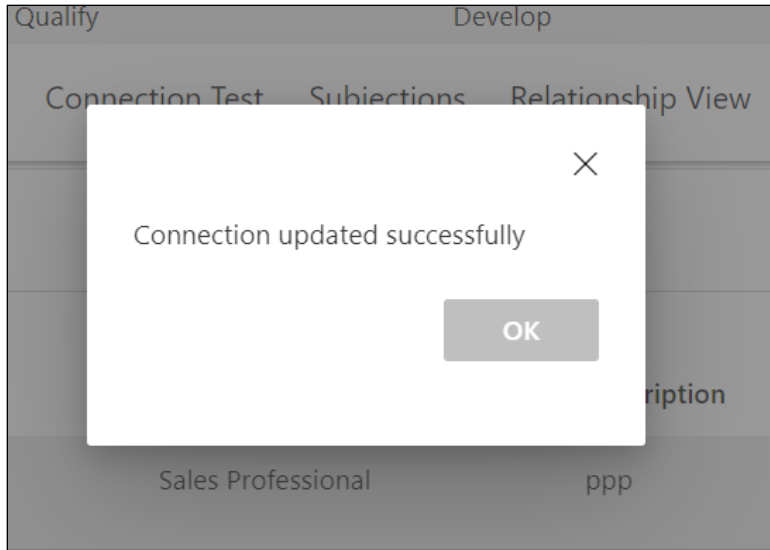 Qualify Develop
Connection Test Subjections Relationship View
Connection updated successfully
OK
ription
Sales Professional ppp